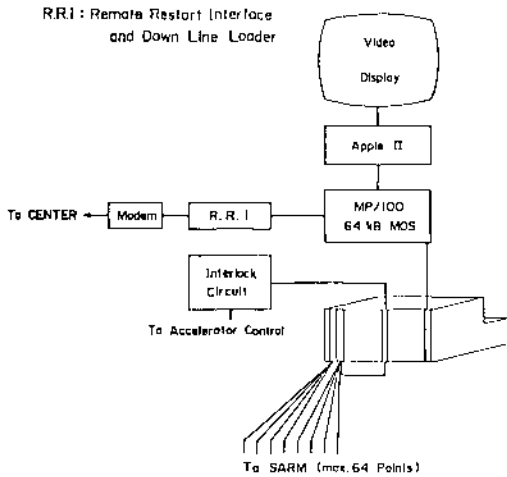 R.R.I : Remote Restart Interface
and Down Line Loader
Video
Display
Apple II
MP/100
64 kB MOS
To CENTER
Modem
R. R. I
Interlock
Circuit
To Accelerator Control
To SARM (max. 64 Points)